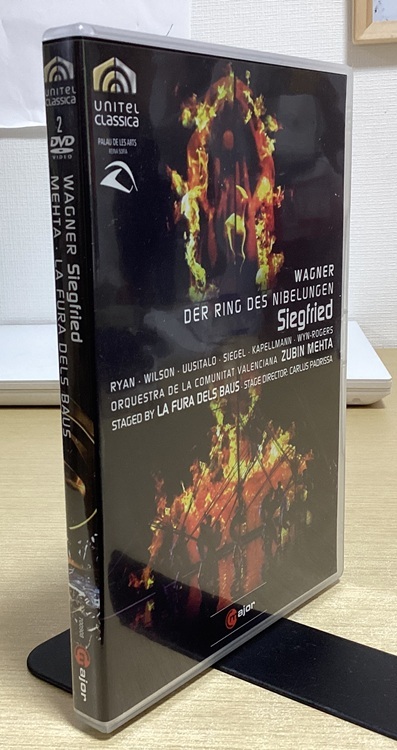 UNITEL
CLASSICA
PALAU DE LES ARTS
REINA SOFIA
WAGNER
DER RING DES NIBELUNGEN
Siegfried
RYAN · WILSON · UUSITALO · SIEGEL · KAPELLMANN · WYN-ROGERS
ORQUESTRA DE LA COMUNITAT VALENCIANA ZUBIN MEHTA
STAGED BY LA FURA DELS BAUS · STAGE DIRECTOR: CARLUS PADRISSA
C major
UNITEL
CLASSICA
2
DVD
VIDEO
WAGNER Siegfried
MEHTA · LA FURA DELS BAUS
C major